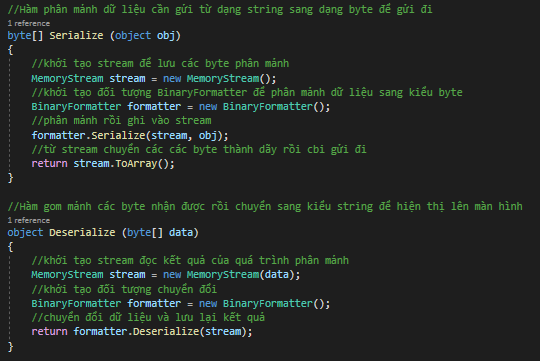 //Hàm phân mảnh dữ liệu cần gửi từ dạng string sang dạng byte để gửi đi
1 reference
byte[] Serialize (object obj)
{
//khởi tạo stream để lưu các byte phân mảnh
MemoryStream stream = new MemoryStream();
//khởi tạo đối tượng BinaryFormatter để phân mảnh dữ liệu sang kiểu byte
BinaryFormatter formatter = new BinaryFormatter();
//phân mảnh rồi ghi vào stream
formatter.Serialize(stream, obj);
//từ stream chuyển các các byte thành dãy rồi cbi gửi đi
return stream.ToArray();
}
//Hàm gom mảnh các byte nhận được rồi chuyển sang kiểu string để hiện thị lên màn hình
1 reference
object Deserialize (byte[] data)
{
//khởi tạo stream đọc kết quả của quá trình phân mảnh
MemoryStream stream = new MemoryStream(data);
//khởi tạo đối tượng chuyển đổi
BinaryFormatter formatter = new BinaryFormatter();
//chuyển đổi dữ liệu và lưu lại kết quả
return formatter.Deserialize(stream);
}